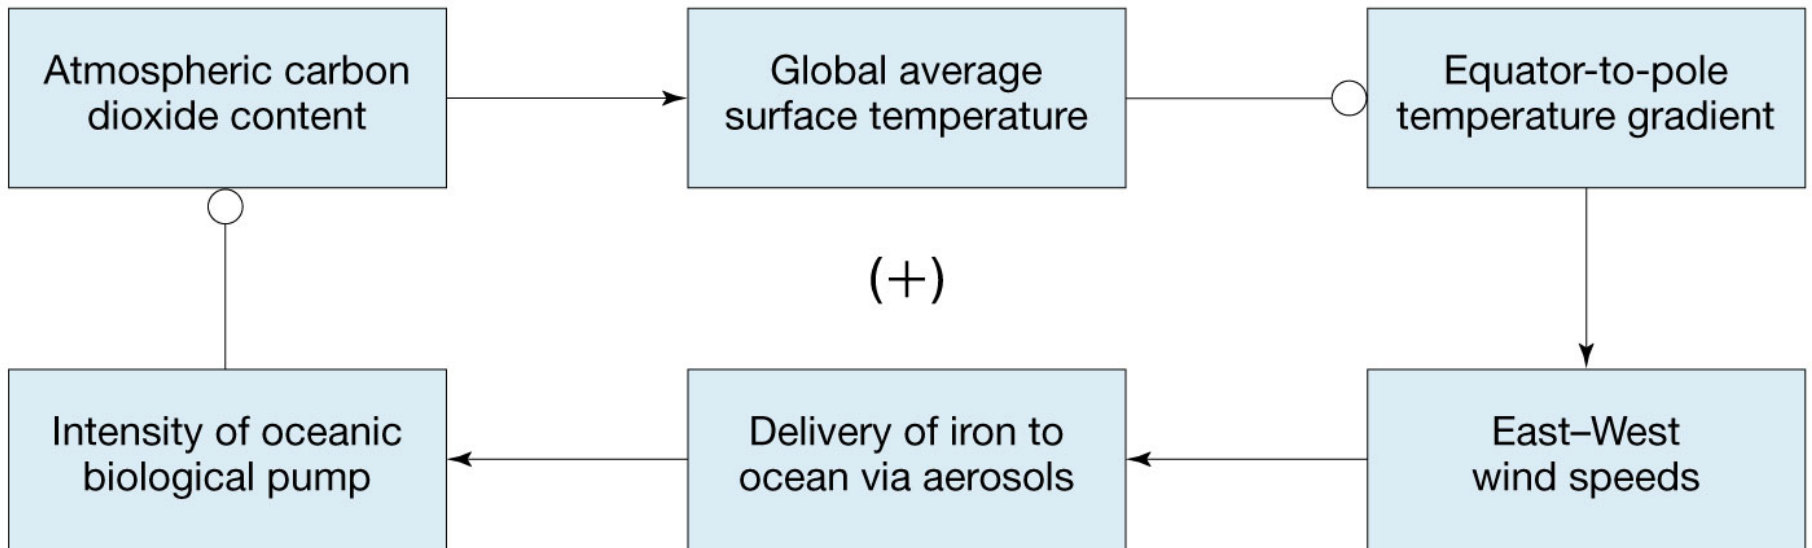 Atmospheric carbon
dioxide content
Global average
surface temperature
Equator-to-pole
temperature gradient
(+)
Intensity of oceanic
biological pump
Delivery of iron to
ocean via aerosols
East–West
wind speeds